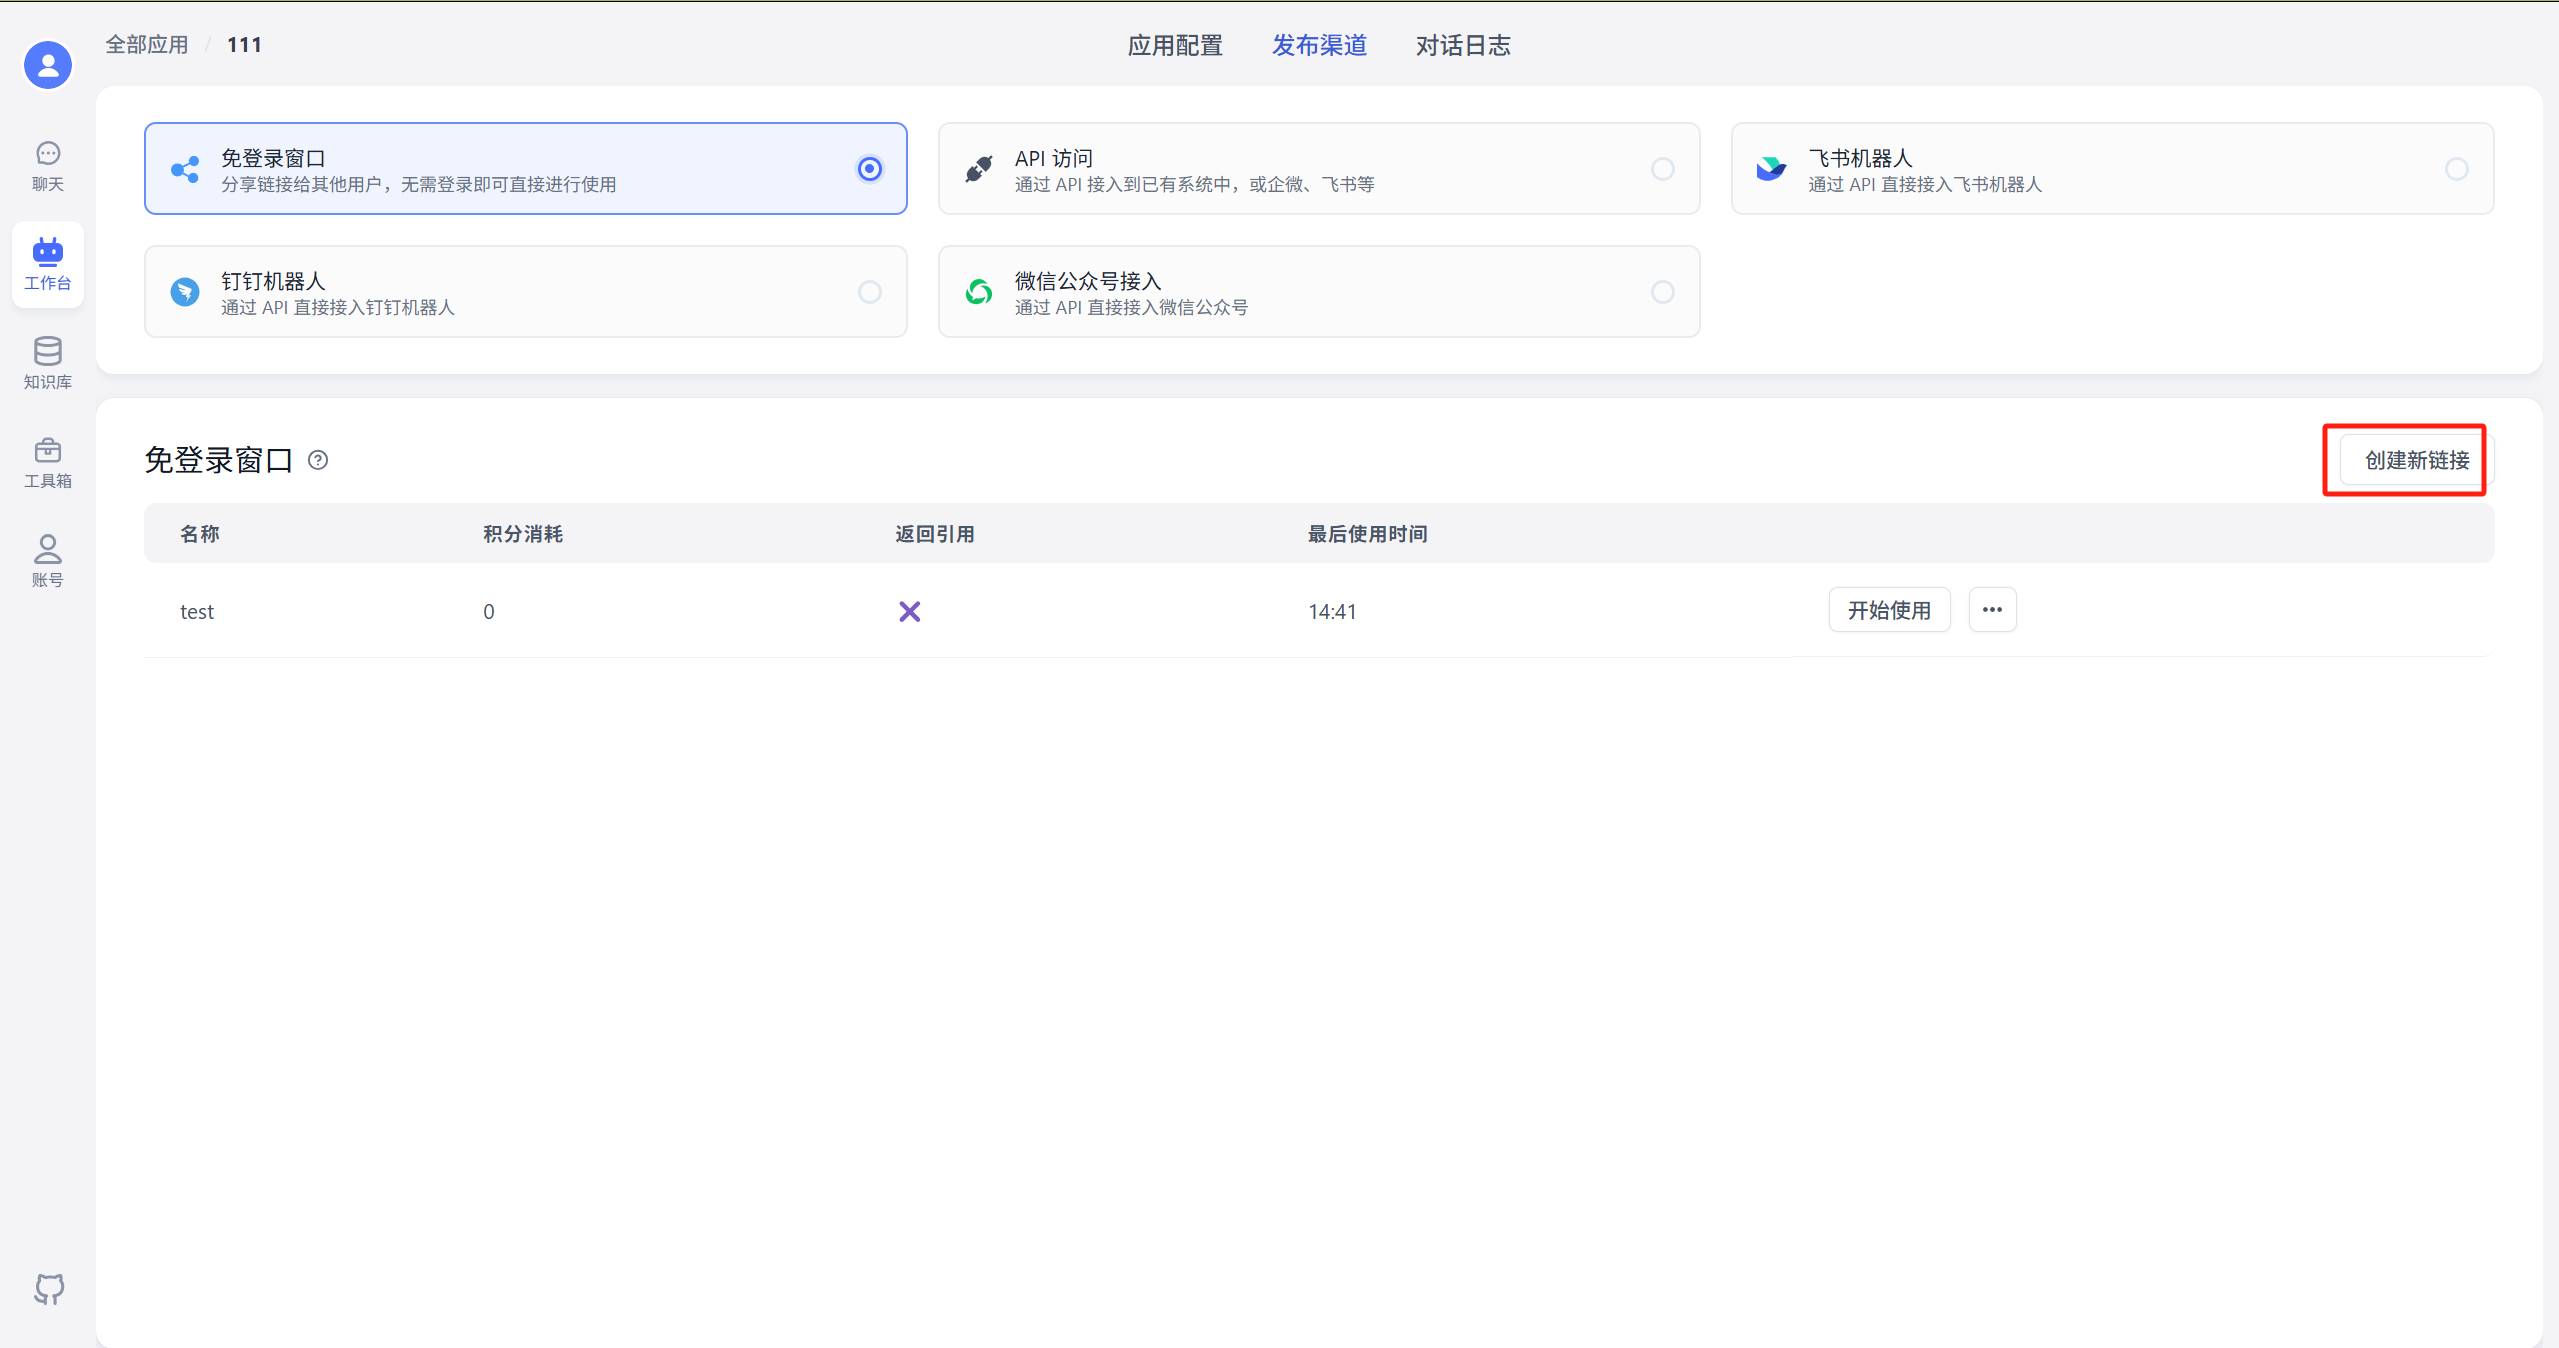 全部应用 / 111
应用配置 发布渠道 对话日志
聊天
工作台
知识库
工具箱
账号
免登录窗口
分享链接给其他用户，无需登录即可直接进行使用
API 访问
通过 API 接入到已有系统中，或企微、飞书等
飞书机器人
通过 API 直接接入飞书机器人
钉钉机器人
通过 API 直接接入钉钉机器人
微信公众号接入
通过 API 直接接入微信公众号
免登录窗口
创建新链接
名称 积分消耗 返回引用 最后使用时间
test 0 14:41 开始使用